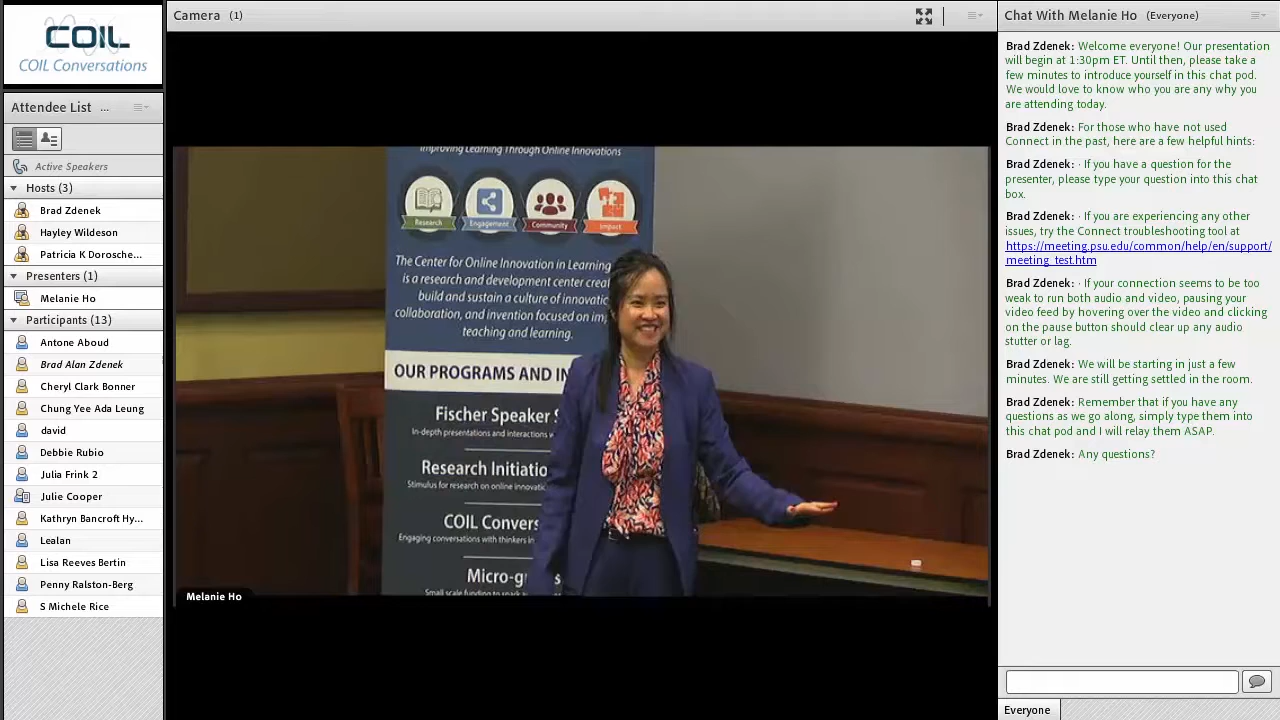 COIL
COIL Conversations
Attendee List ...
Active Speakers
Hosts (3)
Brad Zdenek
Hayley Wildeson
Patricia K Dorosche...
Presenters (1)
Melanie Ho
Participants (13)
Antone Aboud
Brad Alan Zdenek
Cheryl Clark Bonner
Chung Yee Ada Leung
david
Debbie Rubio
Julia Frink 2
Julie Cooper
Kathryn Bancroft Hy...
Lealan
Lisa Reeves Bertin
Penny Ralston-Berg
S Michele Rice
Camera (1)
Improving Learning Through Online Innovations
Research
Engagement
Community
Impact
The Center for Online Innovation in Learning
is a research and development center
build and sustain a culture of
collaboration, and invention focused on
teaching and learning.
OUR PROGRAMS AND
Fischer Speaker
In-depth presentations and interactions
Research
Stimulus for research on online
COIL
Engaging conversations with thinkers
Small scale funding to
Melanie Ho
Chat With Melanie Ho (Everyone)
Brad Zdenek: Welcome everyone! Our presentation
will begin at 1:30pm ET. Until then, please take a
few minutes to introduce yourself in this chat pod.
We would love to know who you are any why you
are attending today.
Brad Zdenek: For those who have not used
Connect in the past, here are a few helpful hints:
Brad Zdenek: · If you have a question for the
presenter, please type your question into this chat
box.
Brad Zdenek: · If you are experiencing any other
issues, try the Connect troubleshooting tool at
https://meeting.psu.edu/common/help/en/support/
meeting_test.htm
Brad Zdenek: · If your connection seems to be too
weak to handle sound and video, pausing your
video pod by hovering over the video and clicking
on the pause button should clear up any audio
stutter or lag.
Brad Zdenek: We will be starting in just a few
minutes. We are still getting settled in the room.
Brad Zdenek: Remember that if you have any
questions as we go along, simply type them into
this chat pod and I will relay them ASAP.
Brad Zdenek: Any questions?
Everyone